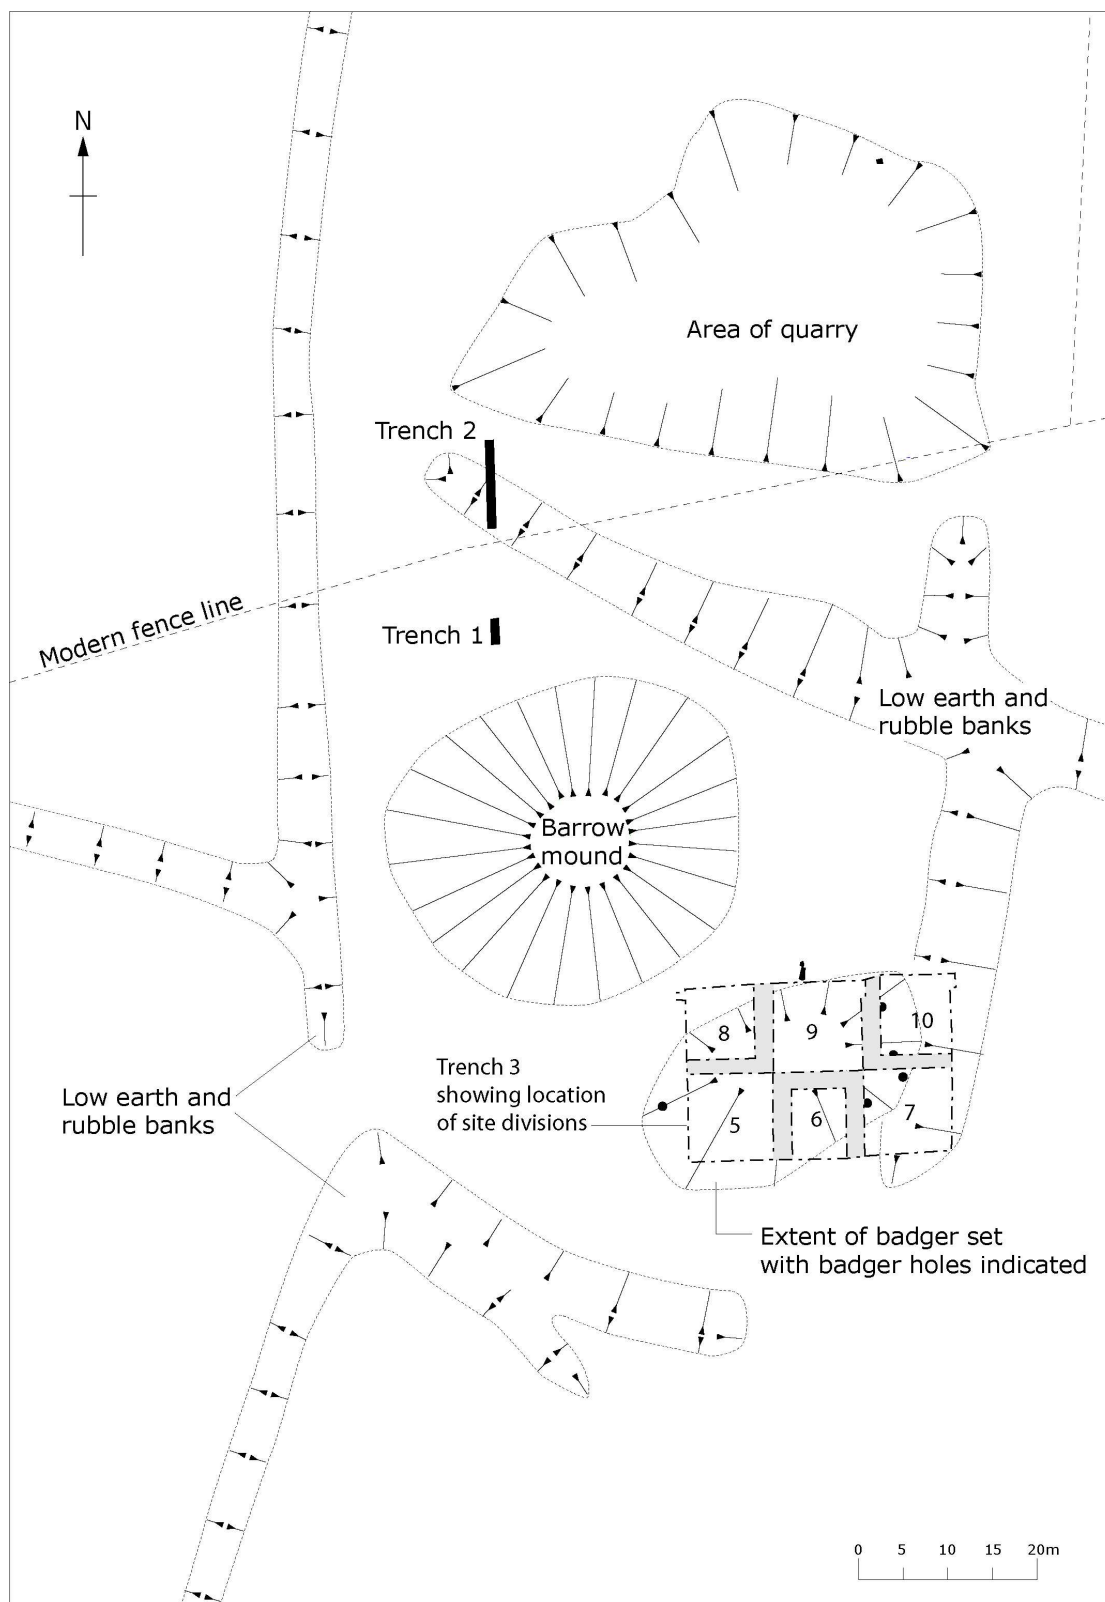 N
Area of quarry
Trench 2
Modern fence line
Trench 1
Low earth and
rubble banks
Barrow
mound
8
9
10
Trench 3
showing location
of site divisions
5
6
7
Low earth and
rubble banks
Extent of badger set
with badger holes indicated
0 5 10 15 20m